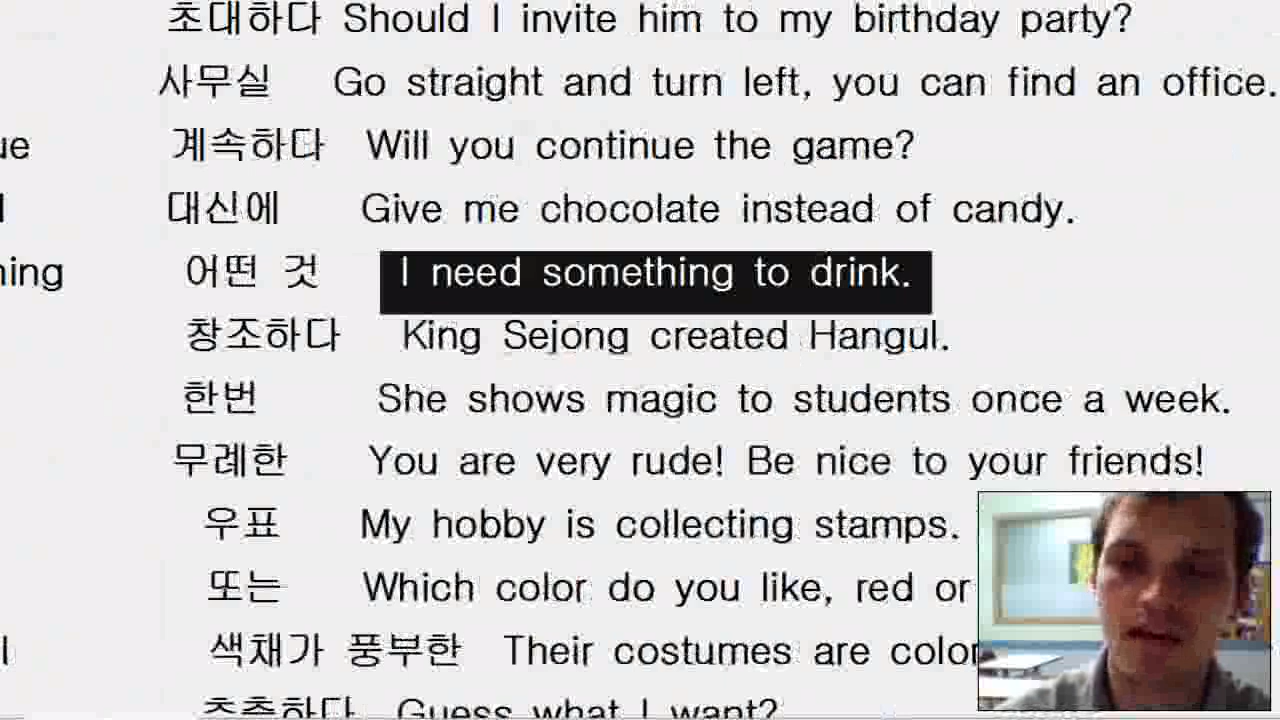 초대하다 Should I invite him to my birthday party?
사무실 Go straight and turn left, you can find an office.
ue 계속하다 Will you continue the game?
대신에 Give me chocolate instead of candy.
hing 어떤 것 I need something to drink.
창조하다 King Sejong created Hangul.
한번 She shows magic to students once a week.
무례한 You are very rude! Be nice to your friends!
우표 My hobby is collecting stamps.
또는 Which color do you like, red or
l 색채가 풍부한 Their costumes are color
추측하다 Guess what I want?